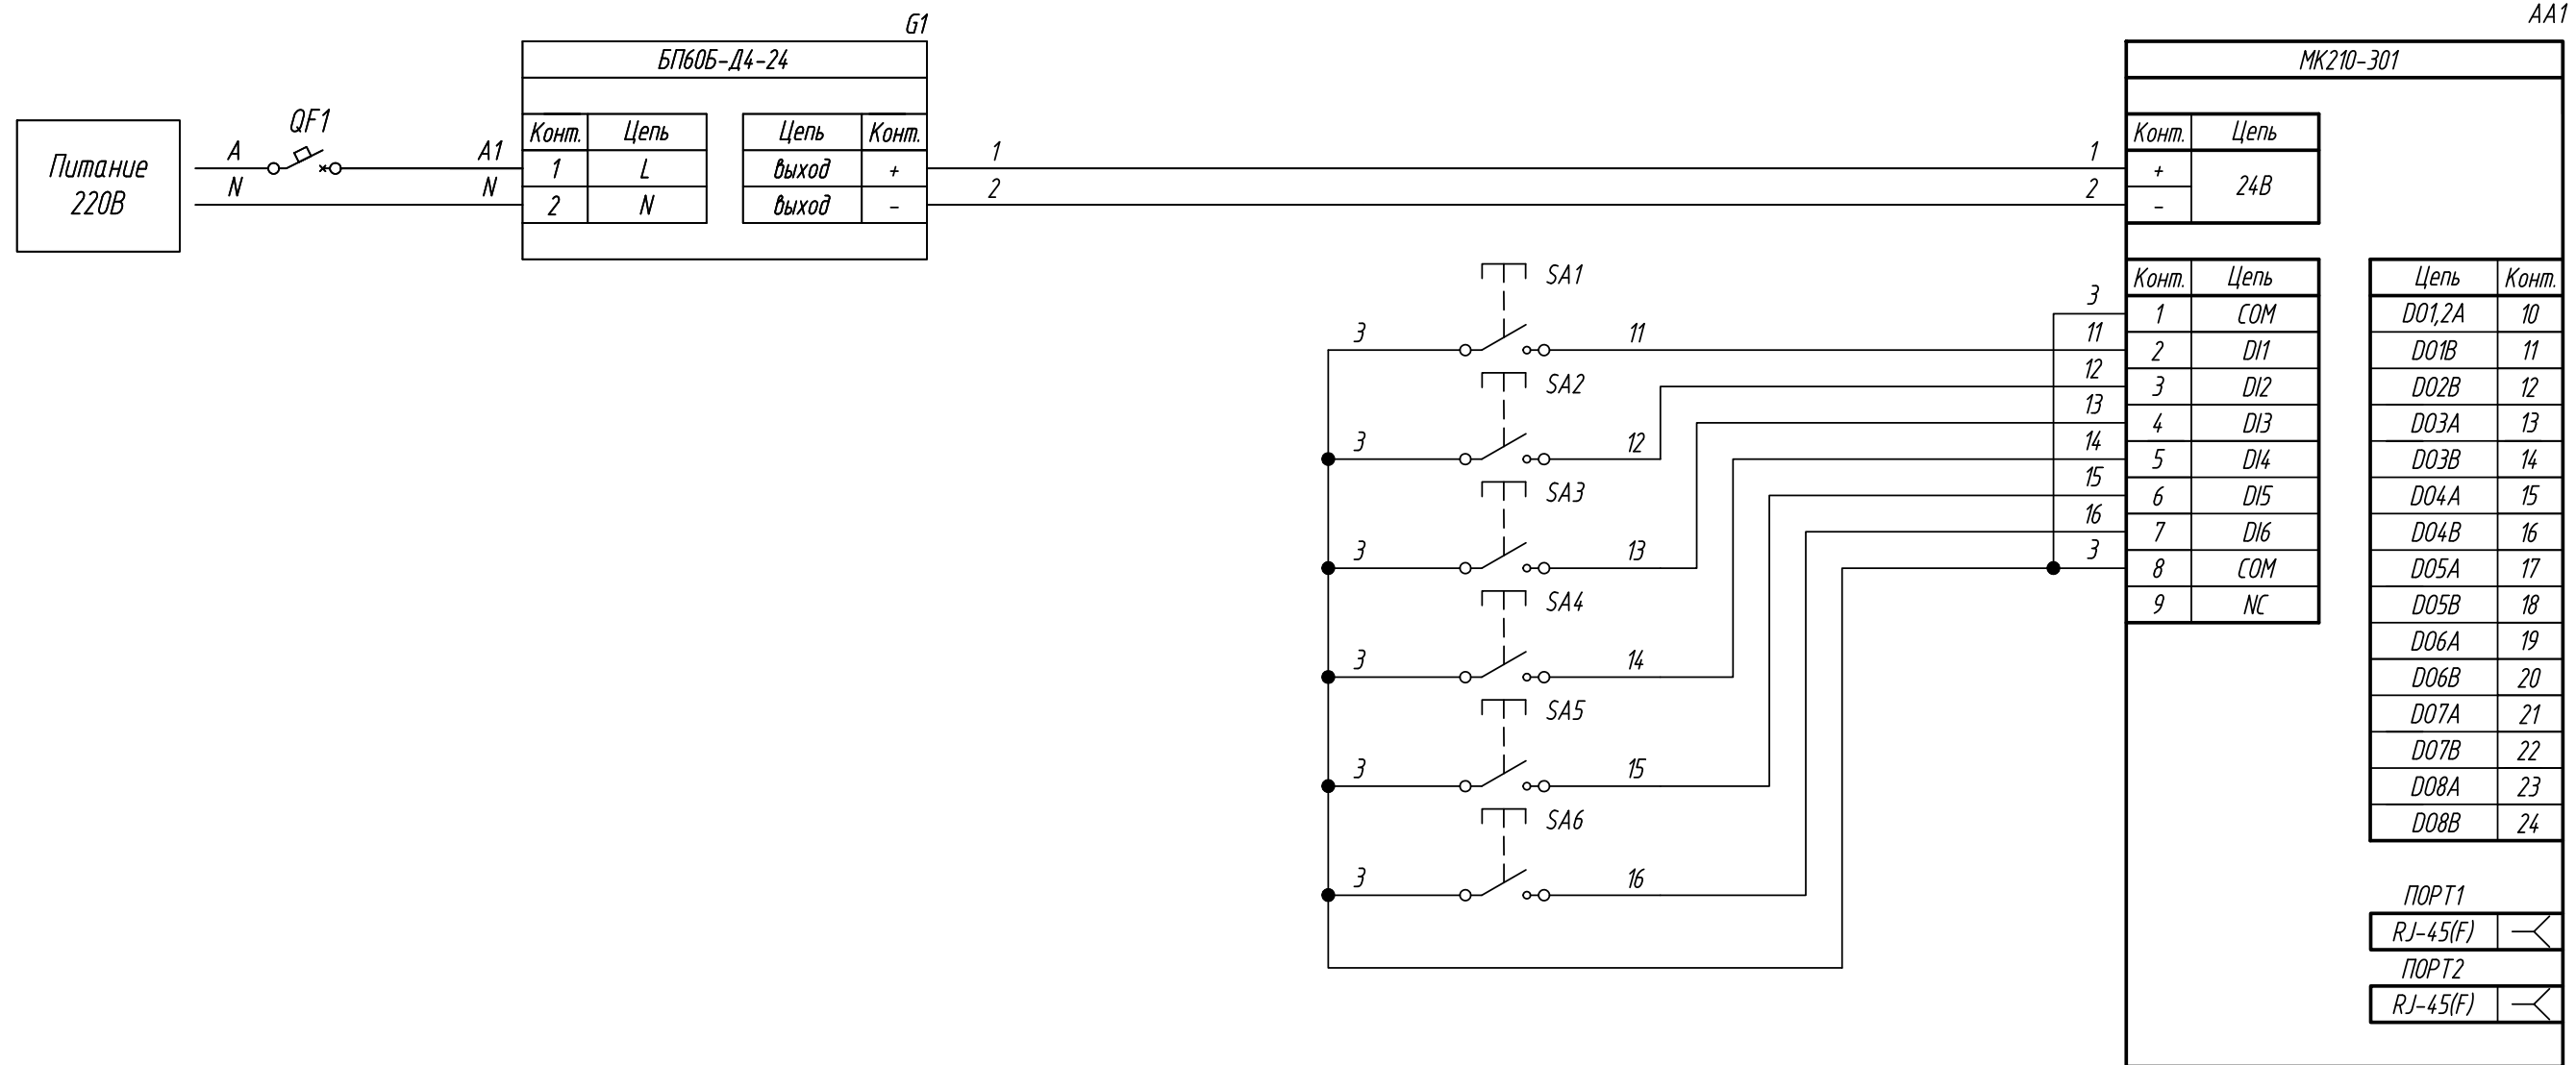 G1
AA1
БП60Б-Д4-24
МК210-301
Питание
220В
QF1
A
N
A1
N
Конт. Цепь
1 L
2 N
Цепь Конт.
выход +
выход -
1
2
1
2
Конт. Цепь
+ 24В
-
SA1
3
11
SA2
3
12
SA3
3
13
SA4
3
14
SA5
3
15
SA6
3
16
3
11
12
13
14
15
16
3
Конт. Цепь
1 COM
2 DI1
3 DI2
4 DI3
5 DI4
6 DI5
7 DI6
8 COM
9 NC
Цепь Конт.
DO1,2A 10
DO1B 11
DO2B 12
DO3A 13
DO3B 14
DO4A 15
DO4B 16
DO5A 17
DO5B 18
DO6A 19
DO6B 20
DO7A 21
DO7B 22
DO8A 23
DO8B 24
ПОРТ1
RJ-45(F)
ПОРТ2
RJ-45(F)